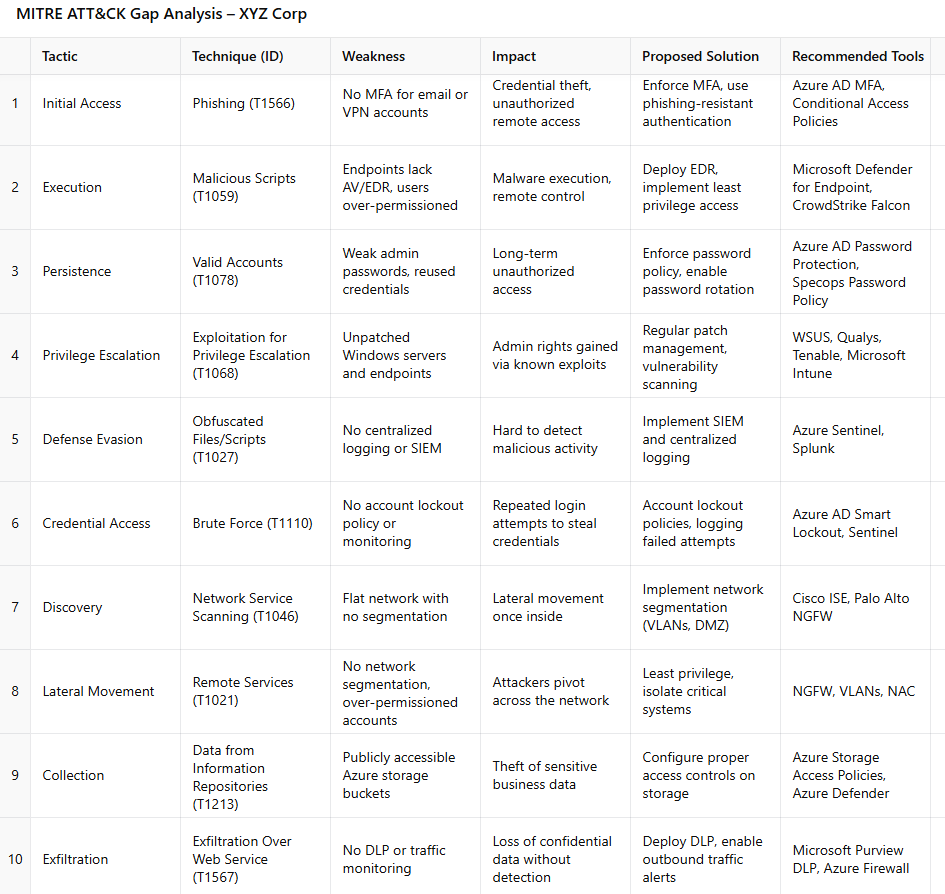 MITRE ATT&CK Gap Analysis – XYZ Corp
Tactic Technique (ID) Weakness Impact Proposed Solution Recommended Tools
1
Initial Access
Phishing (T1566)
No MFA for email or
VPN accounts
Credential theft,
unauthorized
remote access
Enforce MFA, use
phishing-resistant
authentication
Azure AD MFA,
Conditional Access
Policies
2
Execution
Malicious Scripts
(T1059)
Endpoints lack
AV/EDR, users
over-permissioned
Malware execution,
remote control
Deploy EDR,
implement least
privilege access
Microsoft Defender
for Endpoint,
CrowdStrike Falcon
3
Persistence
Valid Accounts
(T1078)
Weak admin
passwords, reused
credentials
Long-term
unauthorized
access
Enforce password
policy, enable
password rotation
Azure AD Password
Protection,
Specops Password
Policy
4
Privilege Escalation
Exploitation for
Privilege Escalation
(T1068)
Unpatched
Windows servers
and endpoints
Admin rights gained
via known exploits
Regular patch
management,
vulnerability
scanning
WSUS, Qualys,
Tenable, Microsoft
Intune
5
Defense Evasion
Obfuscated
Files/Scripts
(T1027)
No centralized
logging or SIEM
Hard to detect
malicious activity
Implement SIEM
and centralized
logging
Azure Sentinel,
Splunk
6
Credential Access
Brute Force (T1110)
No account lockout
policy or
monitoring
Repeated login
attempts to steal
credentials
Account lockout
policies, logging
failed attempts
Azure AD Smart
Lockout, Sentinel
7
Discovery
Network Service
Scanning (T1046)
Flat network with
no segmentation
Lateral movement
once inside
Implement network
segmentation
(VLANs, DMZ)
Cisco ISE, Palo Alto
NGFW
8
Lateral Movement
Remote Services
(T1021)
No network
segmentation,
over-permissioned
accounts
Attackers pivot
across the network
Least privilege,
isolate critical
systems
NGFW, VLANs, NAC
9
Collection
Data from
Information
Repositories
(T1213)
Publicly accessible
Azure storage
buckets
Theft of sensitive
business data
Configure proper
access controls on
storage
Azure Storage
Access Policies,
Azure Defender
10
Exfiltration
Exfiltration Over
Web Service
(T1567)
No DLP or traffic
monitoring
Loss of confidential
data without
detection
Deploy DLP, enable
outbound traffic
alerts
Microsoft Purview
DLP, Azure Firewall